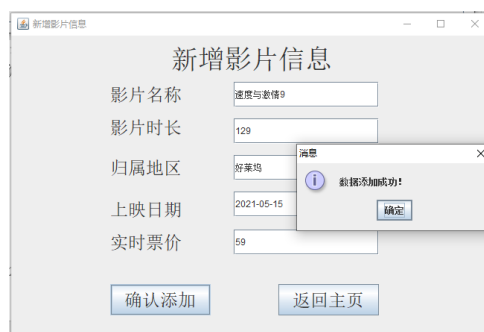 新增影片信息
新增影片信息
影片名称 速度与激情9
影片时长 129
归属地区 好莱坞
上映日期 2021-05-15
实时票价 59
消息
数据添加成功！
确定
确认添加 返回主页